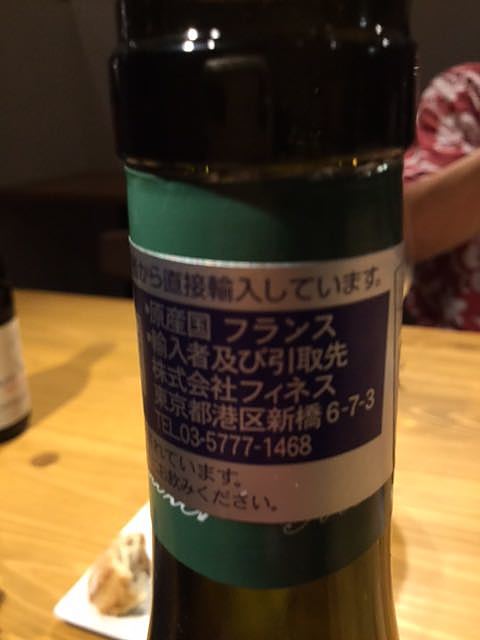 から直接輸入しています。
・原産国 フランス
・輸入者及び引取先
株式会社フィネス
東京都港区新橋6-7-3
TEL03-5777-1468
れています。
お飲みください。